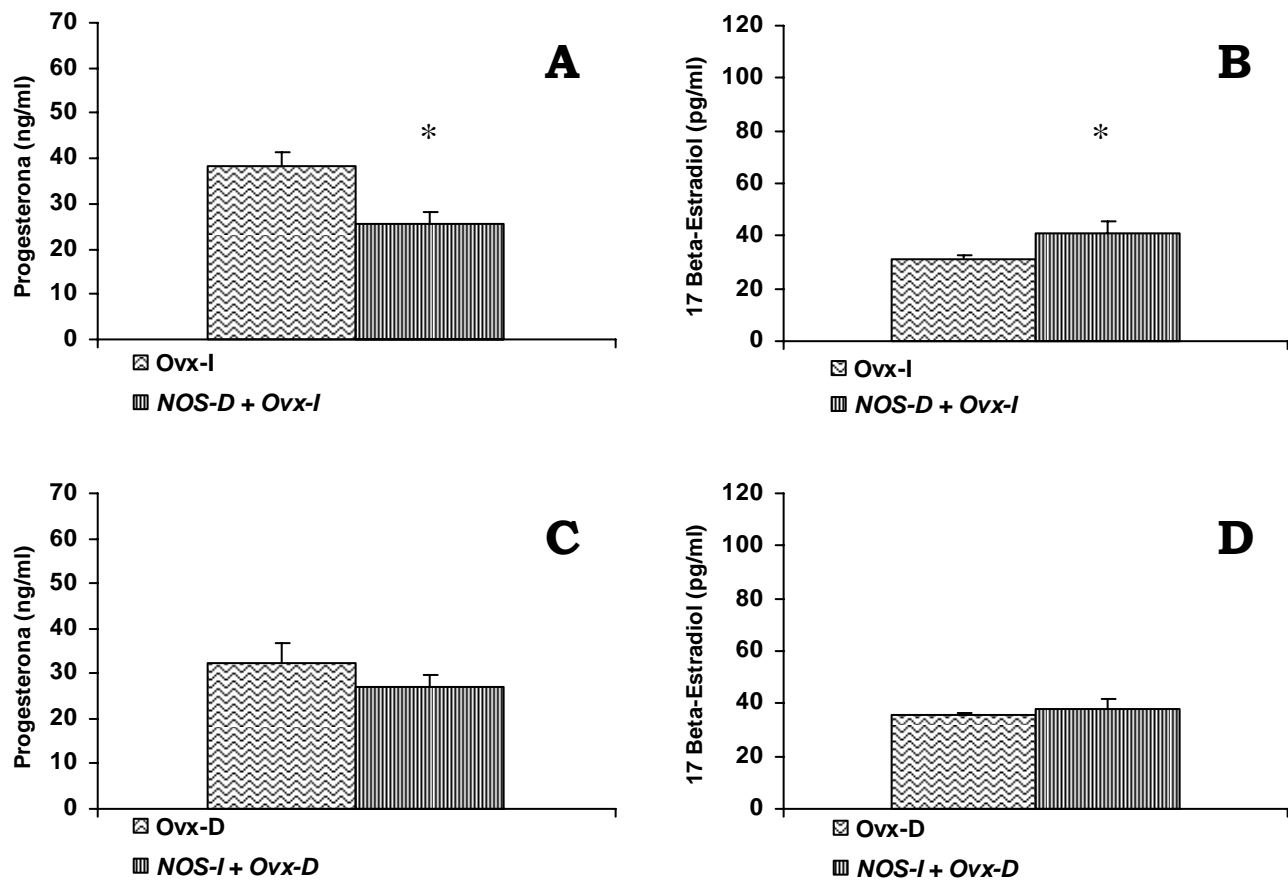 A
Progesterona (ng/ml)
70
60
50
40
30
20
10
0
*
Ovx-I
NOS-D + Ovx-I
B
17 Beta-Estradiol (pg/ml)
120
100
80
60
40
20
0
*
Ovx-I
NOS-D + Ovx-I
C
Progesterona (ng/ml)
70
60
50
40
30
20
10
0
Ovx-D
NOS-I + Ovx-D
D
17 Beta-Estradiol (pg/ml)
120
100
80
60
40
20
0
Ovx-D
NOS-I + Ovx-D